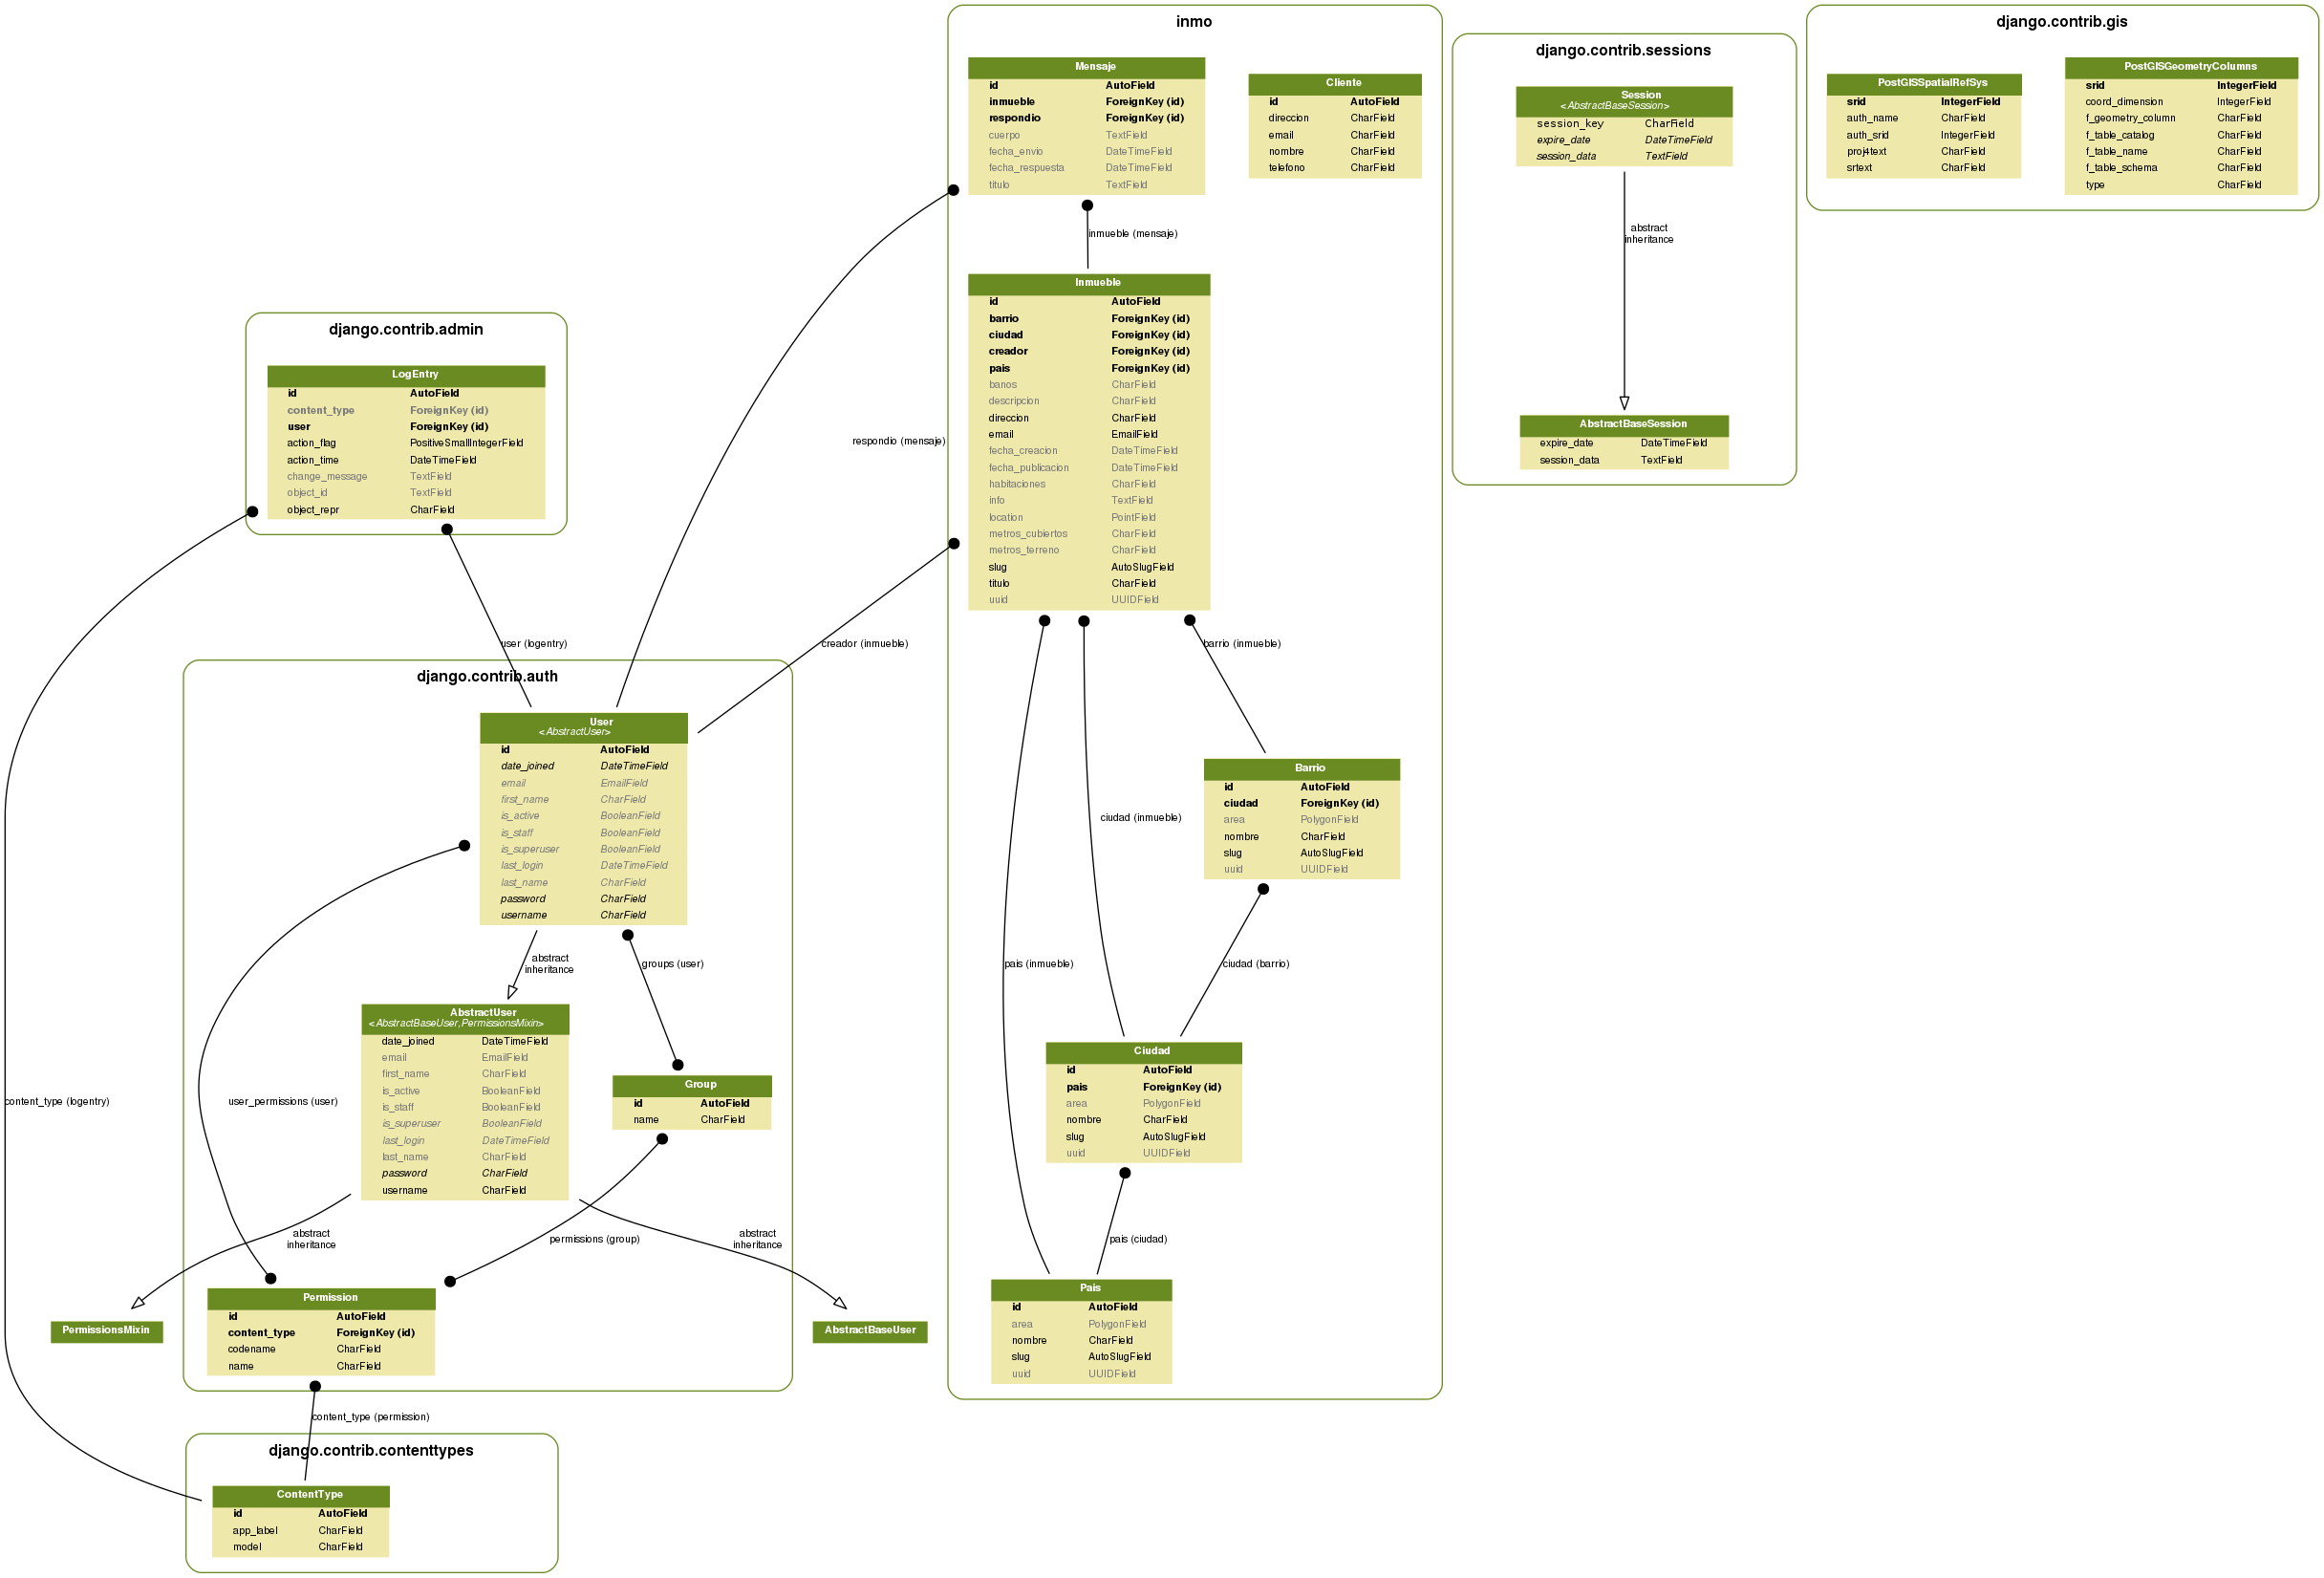 inmo
Mensaje
id AutoField
inmueble ForeignKey (id)
respondio ForeignKey (id)
cuerpo TextField
fecha_envio DateTimeField
fecha_respuesta DateTimeField
titulo TextField
Cliente
id AutoField
direccion CharField
email CharField
nombre CharField
telefono CharField
inmueble (mensaje)
Inmueble
id AutoField
barrio ForeignKey (id)
ciudad ForeignKey (id)
creador ForeignKey (id)
pais ForeignKey (id)
banos CharField
descripcion CharField
direccion CharField
email EmailField
fecha_creacion DateTimeField
fecha_publicacion DateTimeField
habitaciones CharField
info TextField
location PointField
metros_cubiertos CharField
metros_terreno CharField
slug AutoSlugField
titulo CharField
uuid UUIDField
barrio (inmueble)
ciudad (inmueble)
pais (inmueble)
Barrio
id AutoField
ciudad ForeignKey (id)
area PolygonField
nombre CharField
slug AutoSlugField
uuid UUIDField
ciudad (barrio)
Ciudad
id AutoField
pais ForeignKey (id)
area PolygonField
nombre CharField
slug AutoSlugField
uuid UUIDField
pais (ciudad)
Pais
id AutoField
area PolygonField
nombre CharField
slug AutoSlugField
uuid UUIDField
django.contrib.sessions
Session
<AbstractBaseSession>
session_key CharField
expire_date DateTimeField
session_data TextField
abstract
inheritance
AbstractBaseSession
expire_date DateTimeField
session_data TextField
django.contrib.gis
PostGISSpatialRefSys
srid IntegerField
auth_name CharField
auth_srid IntegerField
proj4text CharField
srtext CharField
PostGISGeometryColumns
srid IntegerField
coord_dimension IntegerField
f_geometry_column CharField
f_table_catalog CharField
f_table_name CharField
f_table_schema CharField
type CharField
django.contrib.admin
LogEntry
id AutoField
content_type ForeignKey (id)
user ForeignKey (id)
action_flag PositiveSmallIntegerField
action_time DateTimeField
change_message TextField
object_id TextField
object_repr CharField
respondio (mensaje)
user (logentry)
creador (inmueble)
django.contrib.auth
User
<AbstractUser>
id AutoField
date_joined DateTimeField
email EmailField
first_name CharField
is_active BooleanField
is_staff BooleanField
is_superuser BooleanField
last_login DateTimeField
last_name CharField
password CharField
username CharField
abstract
inheritance
groups (user)
AbstractUser
<AbstractBaseUser,PermissionsMixin>
date_joined DateTimeField
email EmailField
first_name CharField
is_active BooleanField
is_staff BooleanField
is_superuser BooleanField
last_login DateTimeField
last_name CharField
password CharField
username CharField
Group
id AutoField
name CharField
content_type (logentry)
user_permissions (user)
abstract
inheritance
permissions (group)
abstract
inheritance
PermissionsMixin
Permission
id AutoField
content_type ForeignKey (id)
codename CharField
name CharField
AbstractBaseUser
content_type (permission)
django.contrib.contenttypes
ContentType
id AutoField
app_label CharField
model CharField